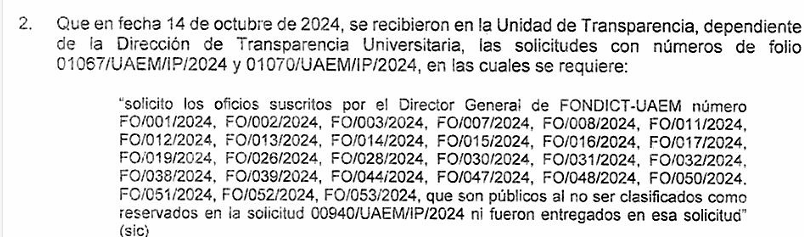 2. Que en fecha 14 de octubre de 2024, se recibieron en la Unidad de Transparencia, dependiente
de la Dirección de Transparencia Universitaria, las solicitudes con números de folio
01067/UAEM/IP/2024 y 01070/UAEM/IP/2024, en las cuales se requiere:
"solicito los oficios suscritos por el Director General de FONDICT-UAEM número
FO/001/2024, FO/002/2024, FO/003/2024, FO/007/2024, FO/008/2024, FO/011/2024,
FO/012/2024, FO/013/2024, FO/014/2024, FO/015/2024, FO/016/2024, FO/017/2024,
FO/019/2024, FO/026/2024, FO/028/2024, FO/030/2024, FO/031/2024, FO/032/2024,
FO/038/2024, FO/039/2024, FO/044/2024, FO/047/2024, FO/048/2024, FO/050/2024.
FO/051/2024, FO/052/2024, FO/053/2024, que son públicos al no ser clasificados como
reservados en la solicitud 00940/UAEM/IP/2024 ni fueron entregados en esa solicitud"
(sic)